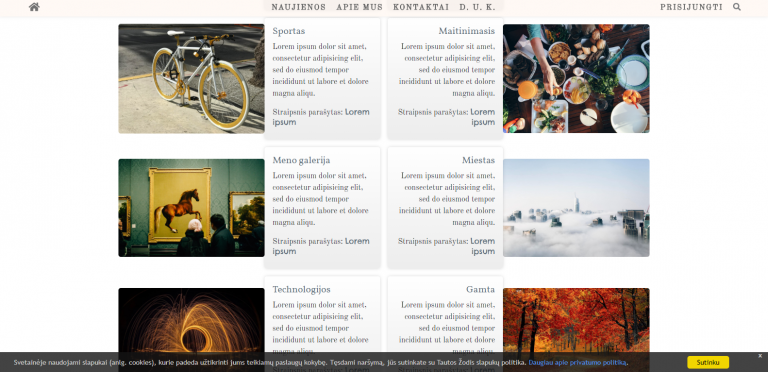 NAUJIENOS APIE MUS KONTAKTAI D. U. K. PRISIJUNGTI
Sportas
Lorem ipsum dolor sit amet,
consectetur adipisicing elit,
sed do eiusmod tempor
incididunt ut labore et dolore
magna aliqu.
Straipsnis parašytas: Lorem
ipsum
Maitinimasis
Lorem ipsum dolor sit amet,
consectetur adipisicing elit,
sed do eiusmod tempor
incididunt ut labore et dolore
magna aliqu.
Straipsnis parašytas: Lorem
ipsum
Meno galerija
Lorem ipsum dolor sit amet,
consectetur adipisicing elit,
sed do eiusmod tempor
incididunt ut labore et dolore
magna aliqu.
Straipsnis parašytas: Lorem
ipsum
Miestas
Lorem ipsum dolor sit amet,
consectetur adipisicing elit,
sed do eiusmod tempor
incididunt ut labore et dolore
magna aliqu.
Straipsnis parašytas: Lorem
ipsum
Technologijos
Lorem ipsum dolor sit amet,
consectetur adipisicing elit,
sed do eiusmod tempor
incididunt ut labore et dolore
Gamta
Lorem ipsum dolor sit amet,
consectetur adipisicing elit,
sed do eiusmod tempor
incididunt ut labore et dolore
x
Svetainėje naudojami slapukai (anlg. cookies), kurie padeda užtikrinti jums teikiamų paslaugų kokybę. Tęsdami naršymą, jūs sutinkate su Tautos Žodis slapukų politika. Daugiau apie privatumo politiką.
Sutinku